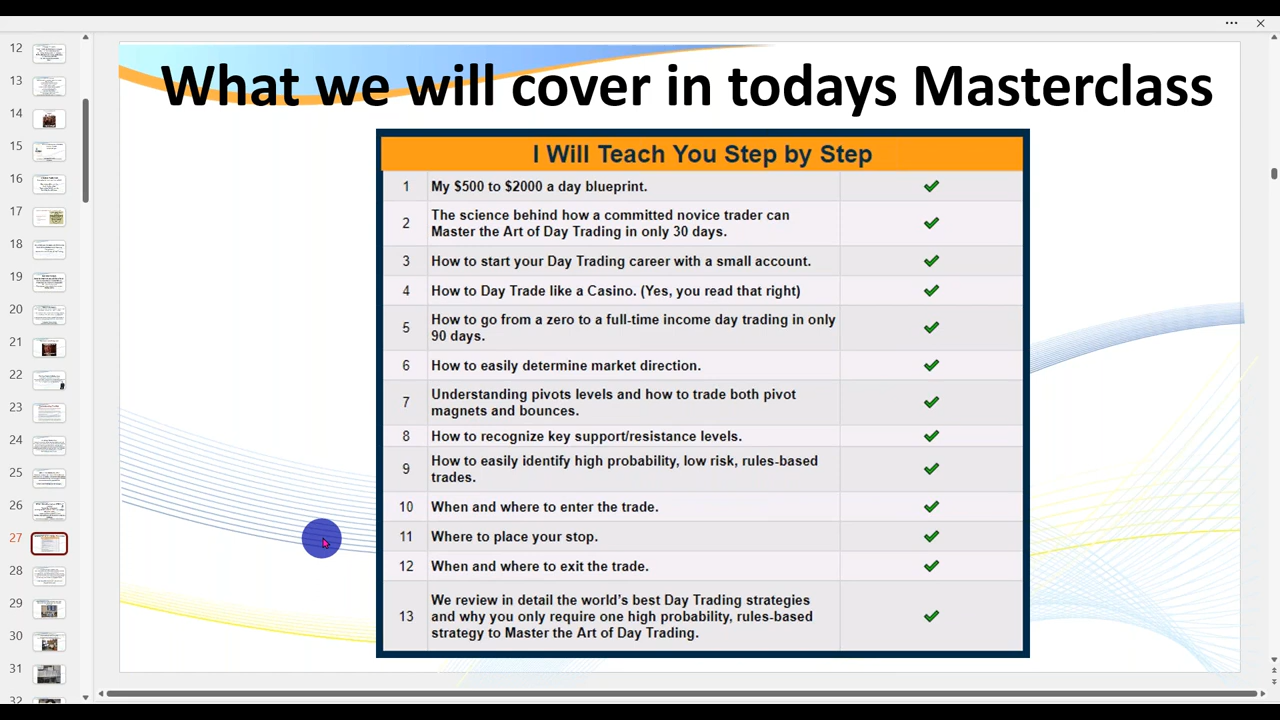 What we will cover in todays Masterclass
I Will Teach You Step by Step
1 My $500 to $2000 a day blueprint.
2 The science behind how a committed novice trader can
Master the Art of Day Trading in only 30 days.
3 How to start your Day Trading career with a small account.
4 How to Day Trade like a Casino. (Yes, you read that right)
5 How to go from a zero to a full-time income day trading in only
90 days.
6 How to easily determine market direction.
7 Understanding pivots levels and how to trade both pivot
magnets and bounces.
8 How to recognize key support/resistance levels.
9 How to easily identify high probability, low risk, rules-based
trades.
10 When and where to enter the trade.
11 Where to place your stop.
12 When and where to exit the trade.
13 We review in detail the world's best Day Trading strategies
and why you only require one high probability, rules-based
strategy to Master the Art of Day Trading.
12
13
14
15
16
17
18
19
20
21
22
23
24
25
26
27
28
29
30
31
32